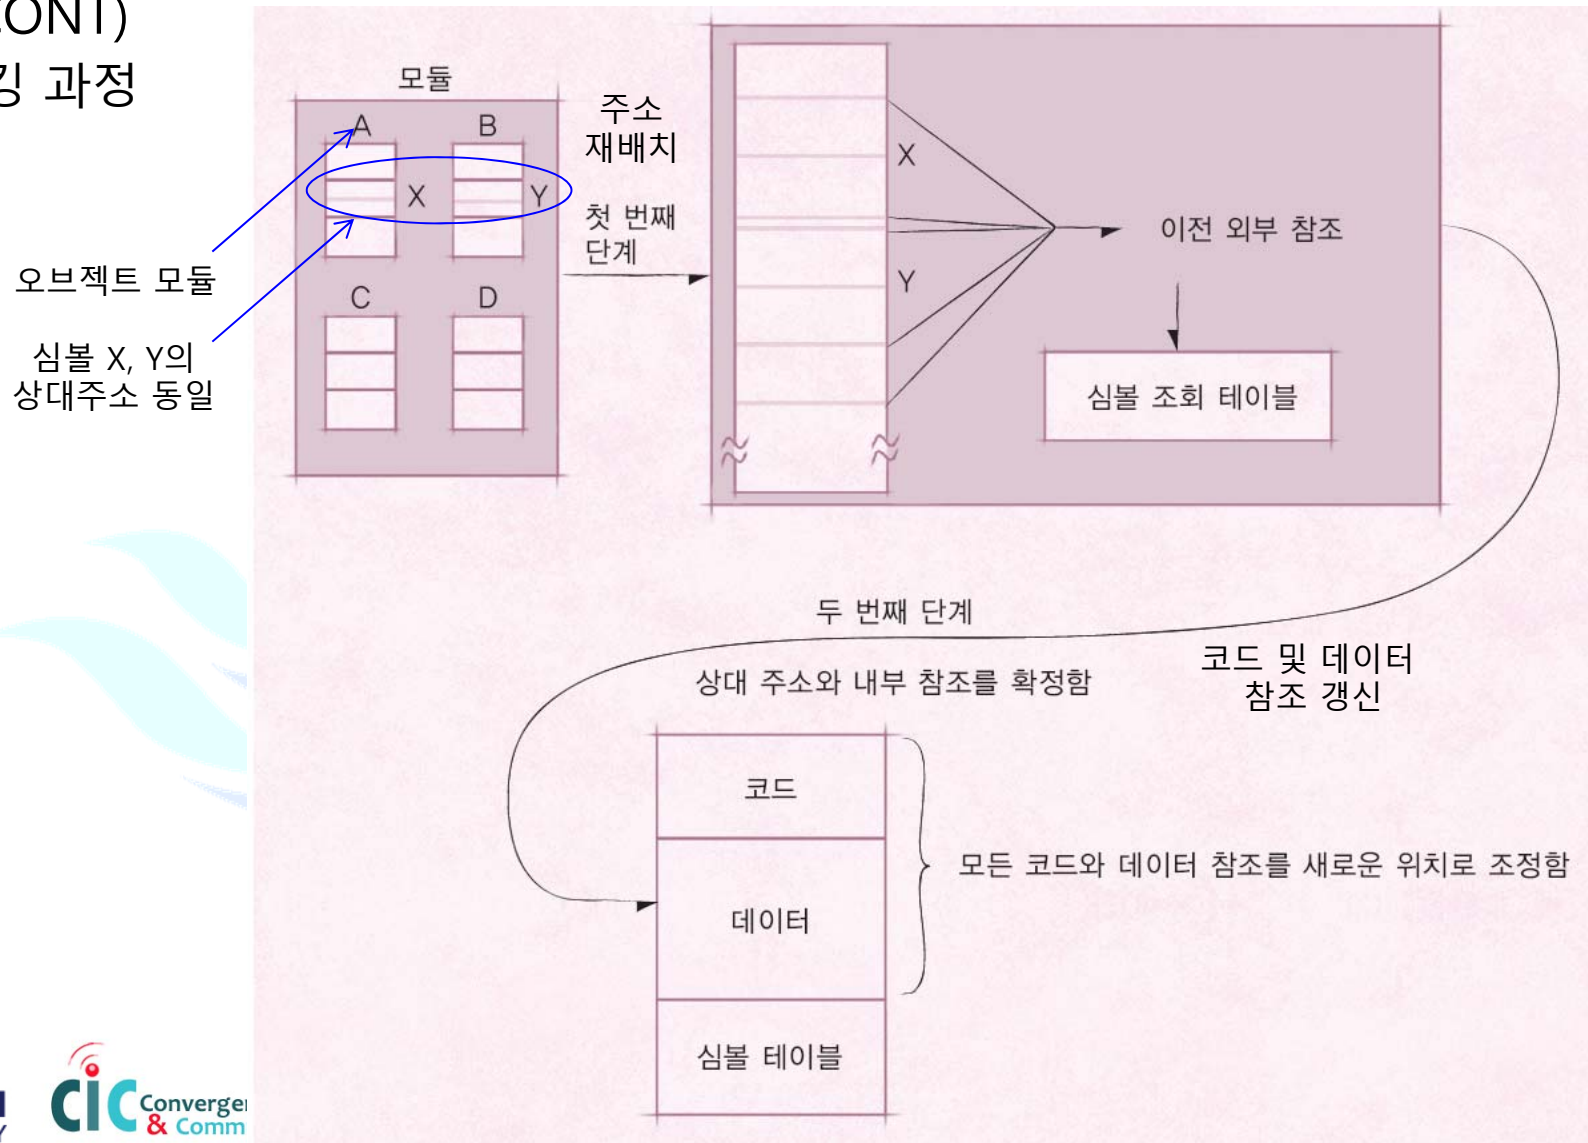 CONT)
킹 과정
모듈
A
B
X
Y
C
D
오브젝트 모듈
심볼 X, Y의
상대주소 동일
주소
재배치
첫 번째
단계
X
Y
이전 외부 참조
심볼 조회 테이블
두 번째 단계
상대 주소와 내부 참조를 확정함
코드 및 데이터
참조 갱신
코드
데이터
심볼 테이블
모든 코드와 데이터 참조를 새로운 위치로 조정함
CIC
Converge
& Comm